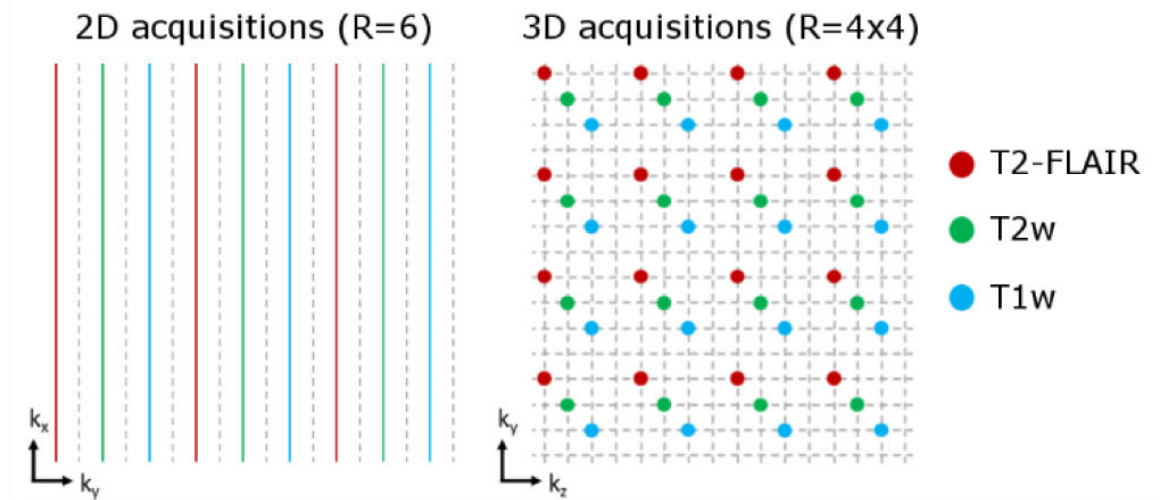 2D acquisitions (R=6)
3D acquisitions (R=4x4)
T2-FLAIR
T2w
T1w
kx
ky
ky
kz